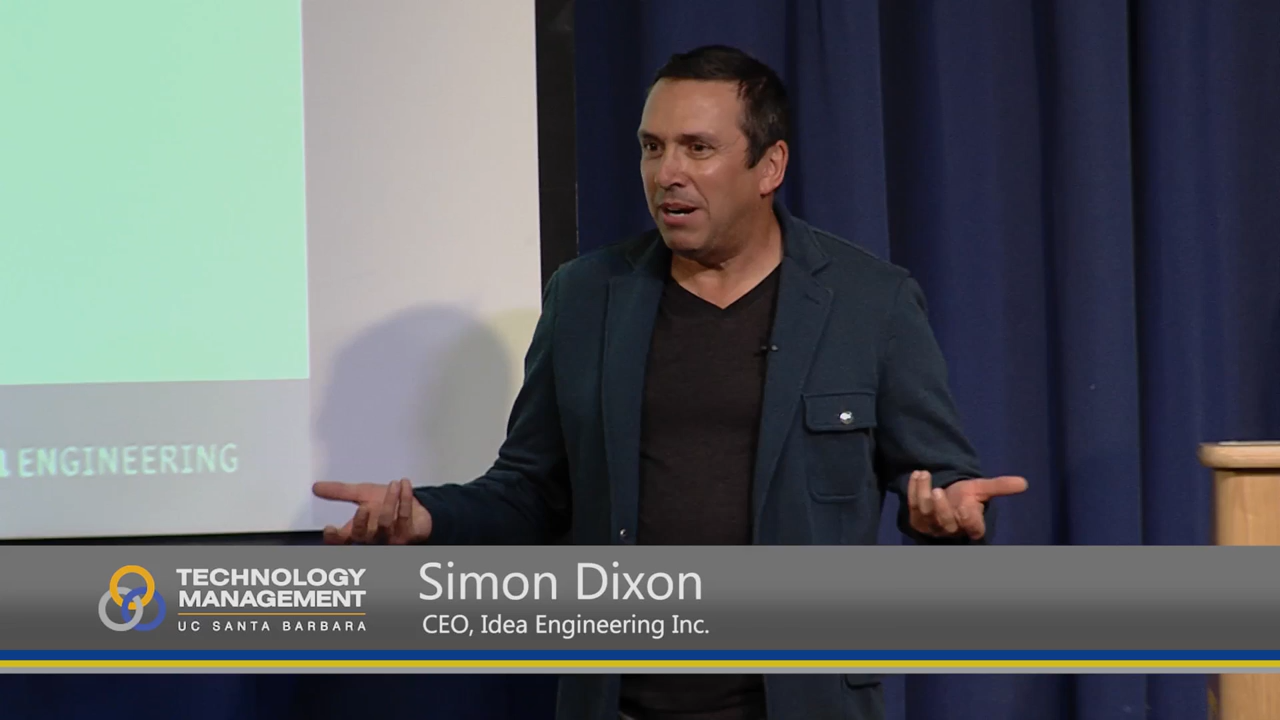 ENGINEERING
TECHNOLOGY
MANAGEMENT
UC SANTA BARBARA
Simon Dixon
CEO, Idea Engineering Inc.